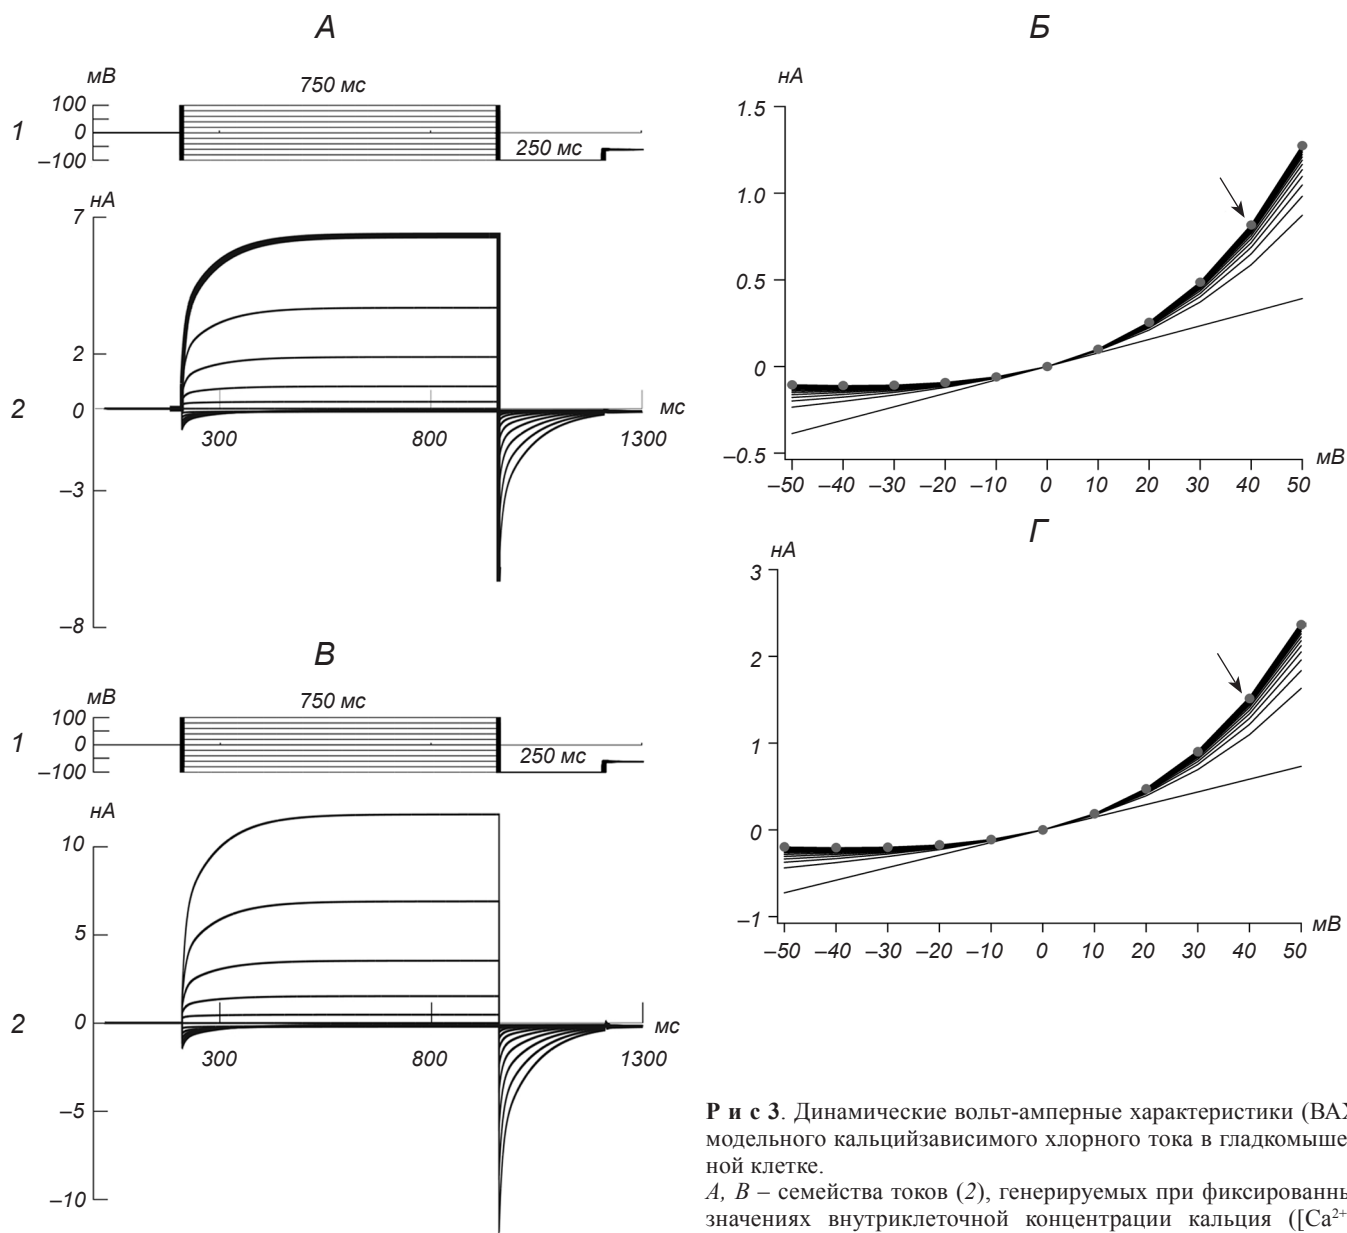 А
мВ
750 мс
100
0
–100
1
250 мс
нА
7
2
0
–3
–8
2
300
800
1300
мс
Б
нА
1.5
1.0
0.5
0
–0.5
–50 –40 –30 –20 –10 0 10 20 30 40 50
мВ
В
мВ
750 мс
100
0
–100
1
250 мс
нА
10
5
0
–5
–10
2
300
800
1300
мс
Г
нА
3
2
1
0
–1
–50 –40 –30 –20 –10 0 10 20 30 40 50
мВ
Р и с 3. Динамические вольт-амперные характеристики (ВАХ
модельного кальцийзависимого хлорного тока в гладкомышеч-
ной клетке.
А, В – семейства токов (2), генерируемых при фиксированны
значениях внутриклеточной концентрации кальция ([Ca²⁺